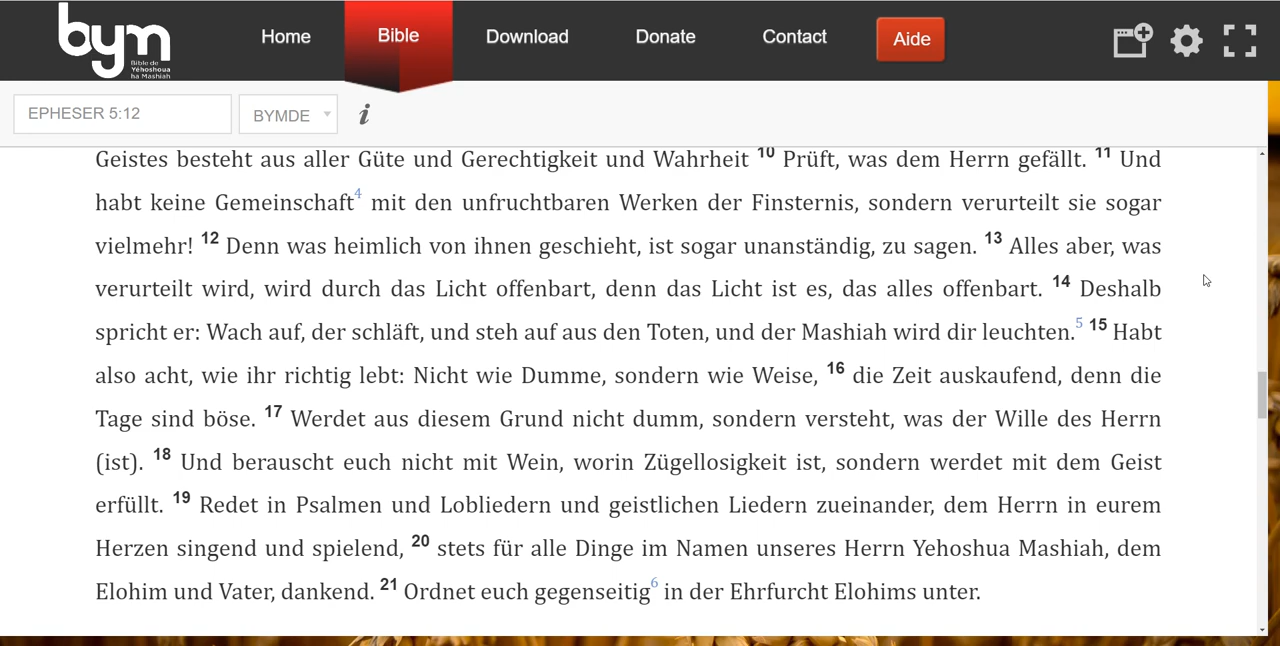 bym
Bible de
Yéhoshoua
ha Mashiah
Home
Bible
Download
Donate
Contact
Aide
EPHESER 5:12
BYMDE
i
Geistes besteht aus aller Güte und Gerechtigkeit und Wahrheit 10 Prüft, was dem Herrn gefällt. 11 Und
habt keine Gemeinschaft4 mit den unfruchtbaren Werken der Finsternis, sondern verurteilt sie sogar
vielmehr! 12 Denn was heimlich von ihnen geschieht, ist sogar unanständig, zu sagen. 13 Alles aber, was
verurteilt wird, wird durch das Licht offenbart, denn das Licht ist es, das alles offenbart. 14 Deshalb
spricht er: Wach auf, der schläft, und steh auf aus den Toten, und der Mashiah wird dir leuchten.5 15 Habt
also acht, wie ihr richtig lebt: Nicht wie Dumme, sondern wie Weise, 16 die Zeit auskaufend, denn die
Tage sind böse. 17 Werdet aus diesem Grund nicht dumm, sondern versteht, was der Wille des Herrn
(ist). 18 Und berauscht euch nicht mit Wein, worin Zügellosigkeit ist, sondern werdet mit dem Geist
erfüllt. 19 Redet in Psalmen und Lobliedern und geistlichen Liedern zueinander, dem Herrn in eurem
Herzen singend und spielend, 20 stets für alle Dinge im Namen unseres Herrn Yehoshua Mashiah, dem
Elohim und Vater, dankend. 21 Ordnet euch gegenseitig6 in der Ehrfurcht Elohims unter.